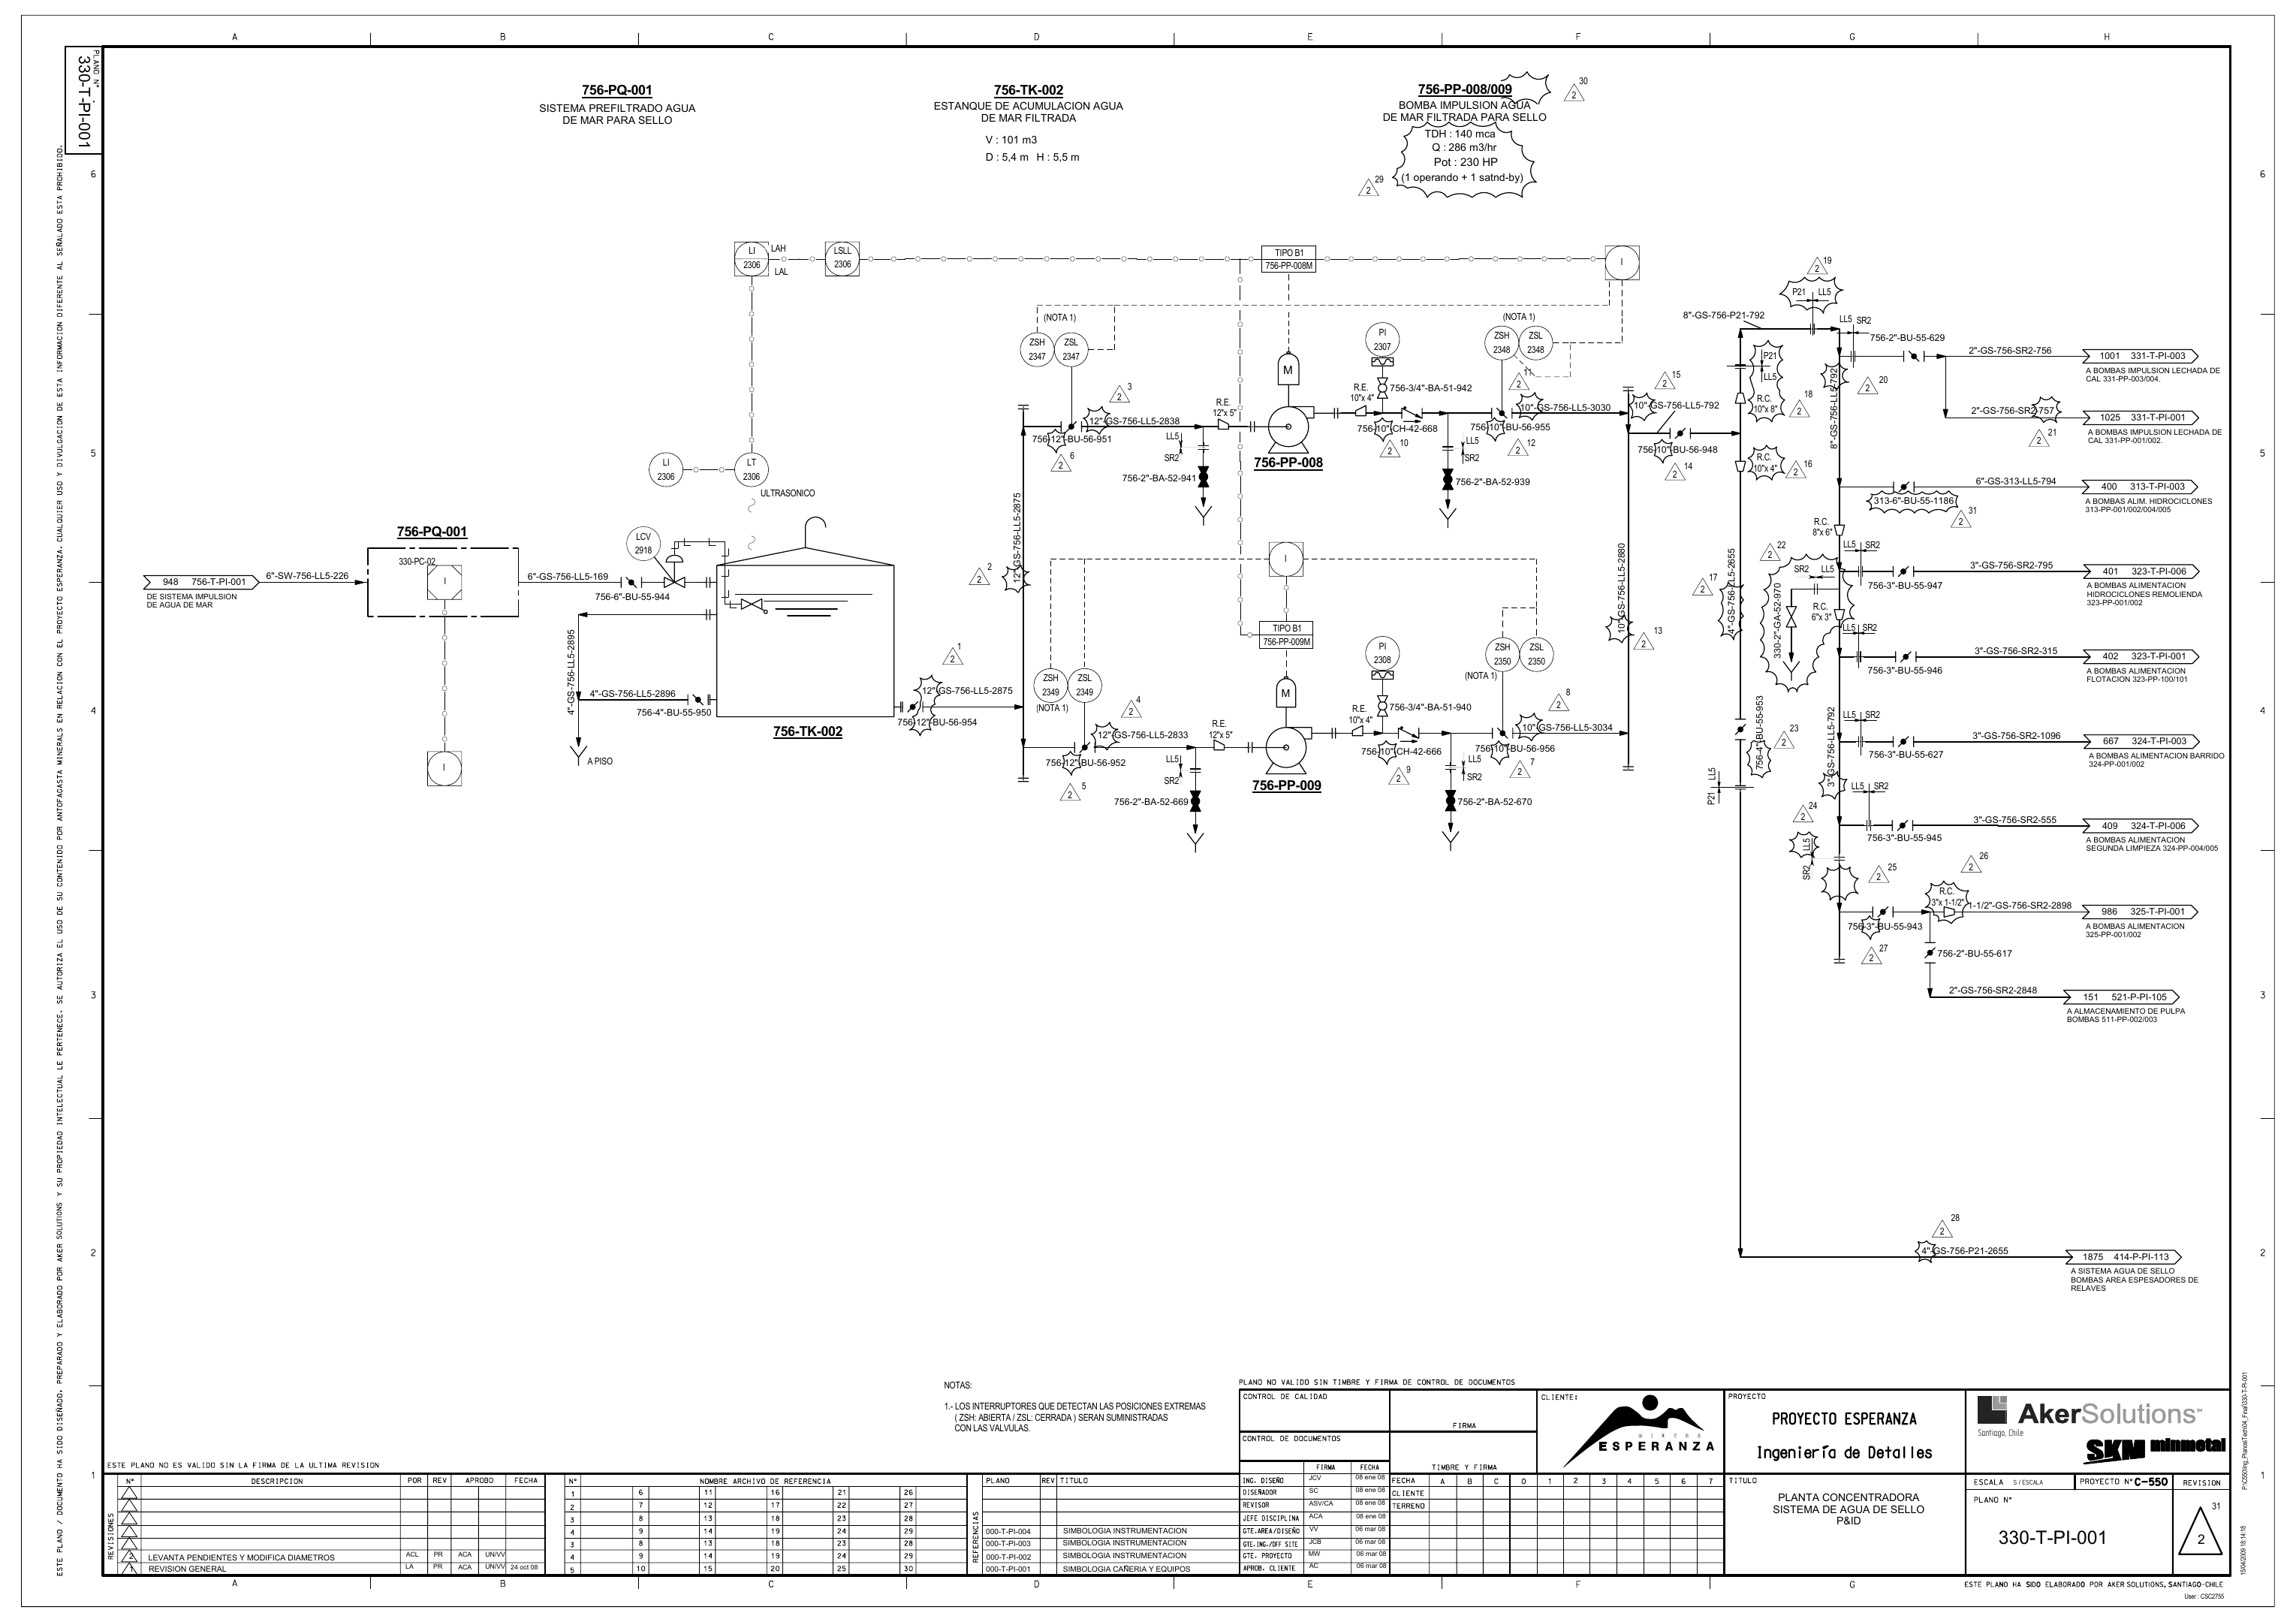 A B C D E F G H
PLANO N°
330-T-PI-001
756-PQ-001
SISTEMA PREFILTRADO AGUA
DE MAR PARA SELLO
756-TK-002
ESTANQUE DE ACUMULACION AGUA
DE MAR FILTRADA
V : 101 m3
D : 5,4 m H : 5,5 m
756-PP-008/009
BOMBA IMPULSION AGUA
DE MAR FILTRADA PARA SELLO
TDH : 140 mca
Q : 286 m3/hr
Pot : 230 HP
(1 operando + 1 satnd-by)
2 30
2 29
6
5
4
3
2
1
LI
2306
LAH
LAL
LSLL
2306
TIPO B1
756-PP-008M
I
(NOTA 1)
ZSH
2347
ZSL
2347
PI
2307
(NOTA 1)
ZSH
2348
ZSL
2348
M
R.E.
12"x 5"
R.E.
10"x 4"
756-3/4"-BA-51-942
2 3
12"-GS-756-LL5-2838
756-12"-BU-56-951
2 6
LL5
SR2
756-2"-BA-52-941
756-PP-008
756-10"-CH-42-668
2 10
2 11
10"-GS-756-LL5-3030
756-10"-BU-56-955
2 12
LL5
SR2
756-2"-BA-52-939
2 15
10"-GS-756-LL5-792
756-10"-BU-56-948
2 14
LI
2306
LT
2306
ULTRASONICO
756-PQ-001
330-PC-02
I
948 756-T-PI-001
DE SISTEMA IMPULSION
DE AGUA DE MAR
6"-SW-756-LL5-226
6"-GS-756-LL5-169
LCV
2918
756-6"-BU-55-944
4"-GS-756-LL5-2895
4"-GS-756-LL5-2896
756-4"-BU-55-950
A PISO
I
756-TK-002
2 1
12"-GS-756-LL5-2875
756-12"-BU-56-954
2 2
12"-GS-756-LL5-2875
I
TIPO B1
756-PP-009M
ZSH
2349
ZSL
2349
(NOTA 1)
2 4
12"-GS-756-LL5-2833
756-12"-BU-56-952
2 5
R.E.
12"x 5"
M
R.E.
10"x 4"
PI
2308
756-3/4"-BA-51-940
ZSH
2350
ZSL
2350
(NOTA 1)
2 8
10"-GS-756-LL5-3034
756-10"-CH-42-666
2 9
756-10"-BU-56-956
2 7
LL5
SR2
756-2"-BA-52-669
756-PP-009
LL5
SR2
756-2"-BA-52-670
10"-GS-756-LL5-2880
2 13
8"-GS-756-P21-792
2 19
P21 LL5
LL5 SR2
756-2"-BU-55-629
2"-GS-756-SR2-756
1001 331-T-PI-003
A BOMBAS IMPULSION LECHADA DE
CAL 331-PP-003/004.
P21
LL5
R.C.
10"x 8"
2 18
8"-GS-756-LL5-792
2 20
2"-GS-756-SR2-757
2 21
1025 331-T-PI-001
A BOMBAS IMPULSION LECHADA DE
CAL 331-PP-001/002.
R.C.
10"x 4"
2 16
6"-GS-313-LL5-794
313-6"-BU-55-1186
2 31
400 313-T-PI-003
A BOMBAS ALIM. HIDROCICLONES
313-PP-001/002/004/005
R.C.
8"x 6"
LL5 SR2
2 22
SR2 LL5
3"-GS-756-SR2-795
756-3"-BU-55-947
401 323-T-PI-006
A BOMBAS ALIMENTACION
HIDROCICLONES REMOLIENDA
323-PP-001/002
2 17
4"-GS-756-LL5-2655
330-2"-GA-52-970
R.C.
6"x 3"
LL5 SR2
3"-GS-756-SR2-315
756-3"-BU-55-946
402 323-T-PI-001
A BOMBAS ALIMENTACION
FLOTACION 323-PP-100/101
756-4"-BU-55-953
2 23
LL5 SR2
3"-GS-756-LL5-792
3"-GS-756-SR2-1096
756-3"-BU-55-627
667 324-T-PI-003
A BOMBAS ALIMENTACION BARRIDO
324-PP-001/002
P21 LL5
LL5 SR2
2 24
3"-GS-756-SR2-555
756-3"-BU-55-945
409 324-T-PI-006
A BOMBAS ALIMENTACION
SEGUNDA LIMPIEZA 324-PP-004/005
SR2 LL5
2 25
2 26
R.C.
3"x 1-1/2"
1-1/2"-GS-756-SR2-2898
756-3"-BU-55-943
2 27
986 325-T-PI-001
A BOMBAS ALIMENTACION
325-PP-001/002
756-2"-BU-55-617
2"-GS-756-SR2-2848
151 521-P-PI-105
A ALMACENAMIENTO DE PULPA
BOMBAS 511-PP-002/003
2 28
4"-GS-756-P21-2655
1875 414-P-PI-113
A SISTEMA AGUA DE SELLO
BOMBAS AREA ESPESADORES DE
RELAVES
NOTAS:
1.- LOS INTERRUPTORES QUE DETECTAN LAS POSICIONES EXTREMAS
( ZSH: ABIERTA / ZSL: CERRADA ) SERAN SUMINISTRADAS
CON LAS VALVULAS.
ESTE PLANO / DOCUMENTO HA SIDO DISEÑADO, PREPARADO Y ELABORADO POR AKER SOLUTIONS Y SU PROPIEDAD INTELECTUAL LE PERTENECE. SE AUTORIZA EL USO DE SU CONTENIDO POR ANTOFAGASTA MINERALS EN RELACION CON EL PROYECTO ESPERANZA. CUALQUIER USO Y DIVULGACION DE ESTA INFORMACION DIFERENTE AL SEÑALADO ESTA PROHIBIDO.
ESTE PLANO NO ES VALIDO SIN LA FIRMA DE LA ULTIMA REVISION
REVISIONES
N° DESCRIPCION POR REV APROBO FECHA
2 LEVANTA PENDIENTES Y MODIFICA DIAMETROS ACL PR ACA UN/VV
1 REVISION GENERAL LA PR ACA UN/VV 24 oct 08
N° NOMBRE ARCHIVO DE REFERENCIA
1 6 11 16 21 26
2 7 12 17 22 27
3 8 13 18 23 28
4 9 14 19 24 29
3 8 13 18 23 28
4 9 14 19 24 29
5 10 15 20 25 30
REFERENCIAS
PLANO REV TITULO
000-T-PI-004 SIMBOLOGIA INSTRUMENTACION
000-T-PI-003 SIMBOLOGIA INSTRUMENTACION
000-T-PI-002 SIMBOLOGIA INSTRUMENTACION
000-T-PI-001 SIMBOLOGIA CAÑERIA Y EQUIPOS
PLANO NO VALIDO SIN TIMBRE Y FIRMA DE CONTROL DE DOCUMENTOS
CONTROL DE CALIDAD
FIRMA
CONTROL DE DOCUMENTOS
TIMBRE Y FIRMA
FIRMA FECHA
ING. DISEÑO JCV 08 ene 08
DISEÑADOR SC 08 ene 08
REVISOR ASV/CA 08 ene 08
JEFE DISCIPLINA ACA 08 ene 08
GTE.AREA/DISEÑO VV 06 mar 08
GTE.ING./OFF SITE JCB 06 mar 08
GTE. PROYECTO MW 06 mar 08
APROB. CLIENTE AC 06 mar 08
FECHA A B C 0 1 2 3 4 5 6 7
CLIENTE
TERRENO
CLIENTE:
MINERA
ESPERANZA
PROYECTO
PROYECTO ESPERANZA
Ingeniería de Detalles
TITULO
PLANTA CONCENTRADORA
SISTEMA DE AGUA DE SELLO
P&ID
AkerSolutions™
Santiago, Chile
SKM minmetal
ESCALA S/ESCALA
PROYECTO N° C-550
REVISION
PLANO N°
330-T-PI-001
2 31
ESTE PLANO HA SIDO ELABORADO POR AKER SOLUTIONS, SANTIAGO-CHILE
User : CSC2755
15/04/2009 18:14:18
A B C D E F G